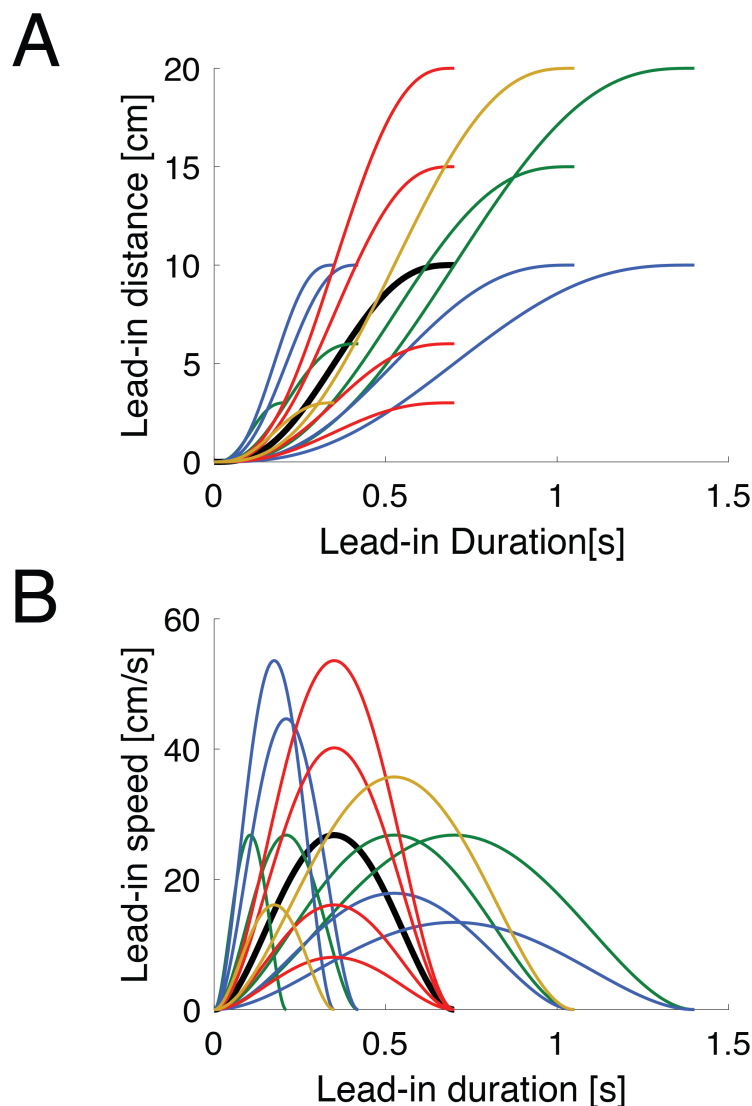 A
Lead-in distance [cm]
20
15
10
5
0
0 0.5 1 1.5
Lead-in Duration[s]
B
Lead-in speed [cm/s]
60
40
20
0
0 0.5 1 1.5
Lead-in duration [s]